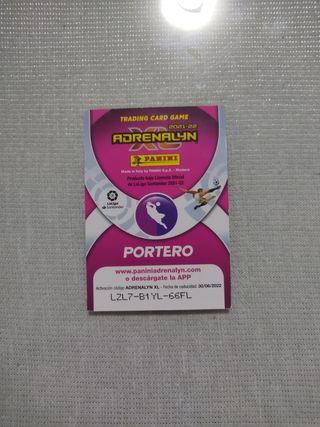 TRADING CARD GAME
2021-22
ADRENALYN
XL
PANINI
Made in Italy by PANINI S.p.A. - Modena
Producto bajo Licencia Oficial
de LaLiga Santander 2021-22
LaLiga
Santander
PORTERO
www.paniniadrenalyn.com
o descárgate la APP
Activación código ADRENALYN XL - Fecha de caducidad: 30/06/2022
LZL7-B1YL-66FL